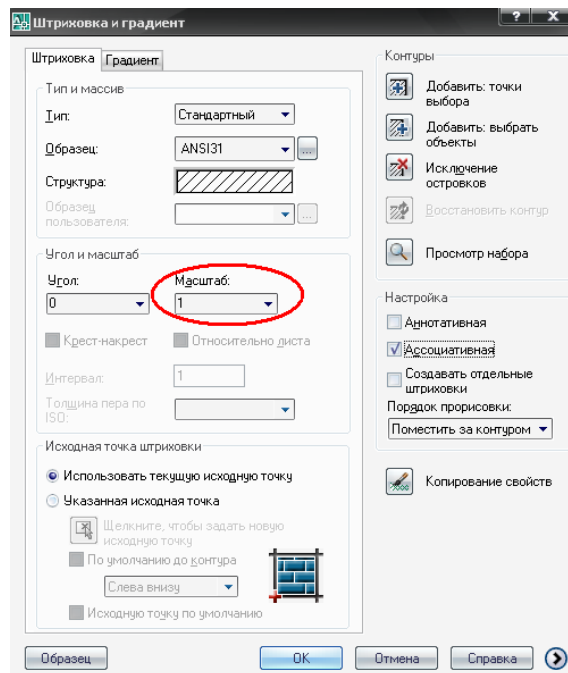 Штриховка и градиент
Штриховка Градиент
Тип и массив
Тип:
Стандартный
Образец:
ANSI31
...
Структура:
Образец
пользователя:
...
Угол и масштаб
Угол:
Масштаб:
0
1
Крест-накрест
Относительно листа
Интервал:
1
Толщина пера по
ISO:
Исходная точка штриховки
Использовать текущую исходную точку
Указанная исходная точка
Щелкните, чтобы задать новую
исходную точку
По умолчанию до контура
Слева внизу
Исходную точку по умолчанию
Контуры
Добавить: точки
выбора
Добавить: выбрать
объекты
Исключение
островков
Восстановить контур
Просмотр набора
Настройка
Аннотативная
Ассоциативная
Создавать отдельные
штриховки
Порядок прорисовки:
Поместить за контуром
Копирование свойств
Образец
OK
Отмена
Справка